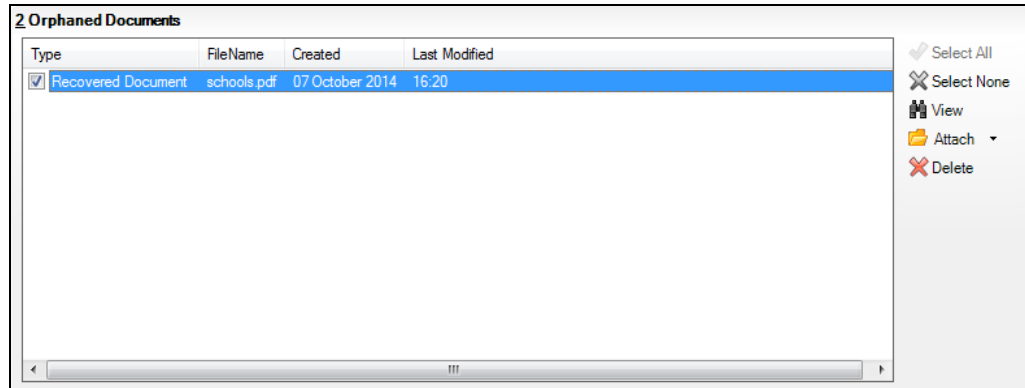 2 Orphaned Documents
Type FileName Created Last Modified
Recovered Document schools.pdf 07 October 2014 16:20
Select All
Select None
View
Attach
Delete